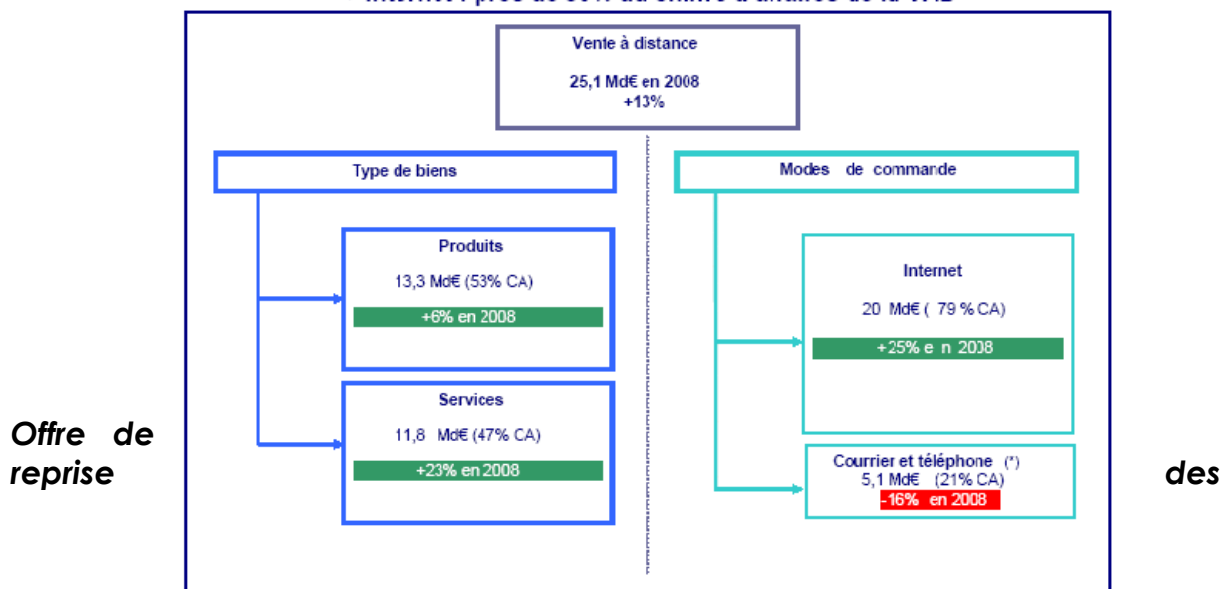 Vente à distance
25,1 Md€ en 2008
+13%
Type de biens
Produits
13,3 Md€ (53% CA)
+6% en 2008
Services
11,8 Md€ (47% CA)
+23% en 2008
Modes de commande
Internet
20 Md€ ( 79 % CA)
+25% e n 2008
Courrier et téléphone (*)
5,1 Md€ (21% CA)
-16% en 2008
Offre de
reprise des